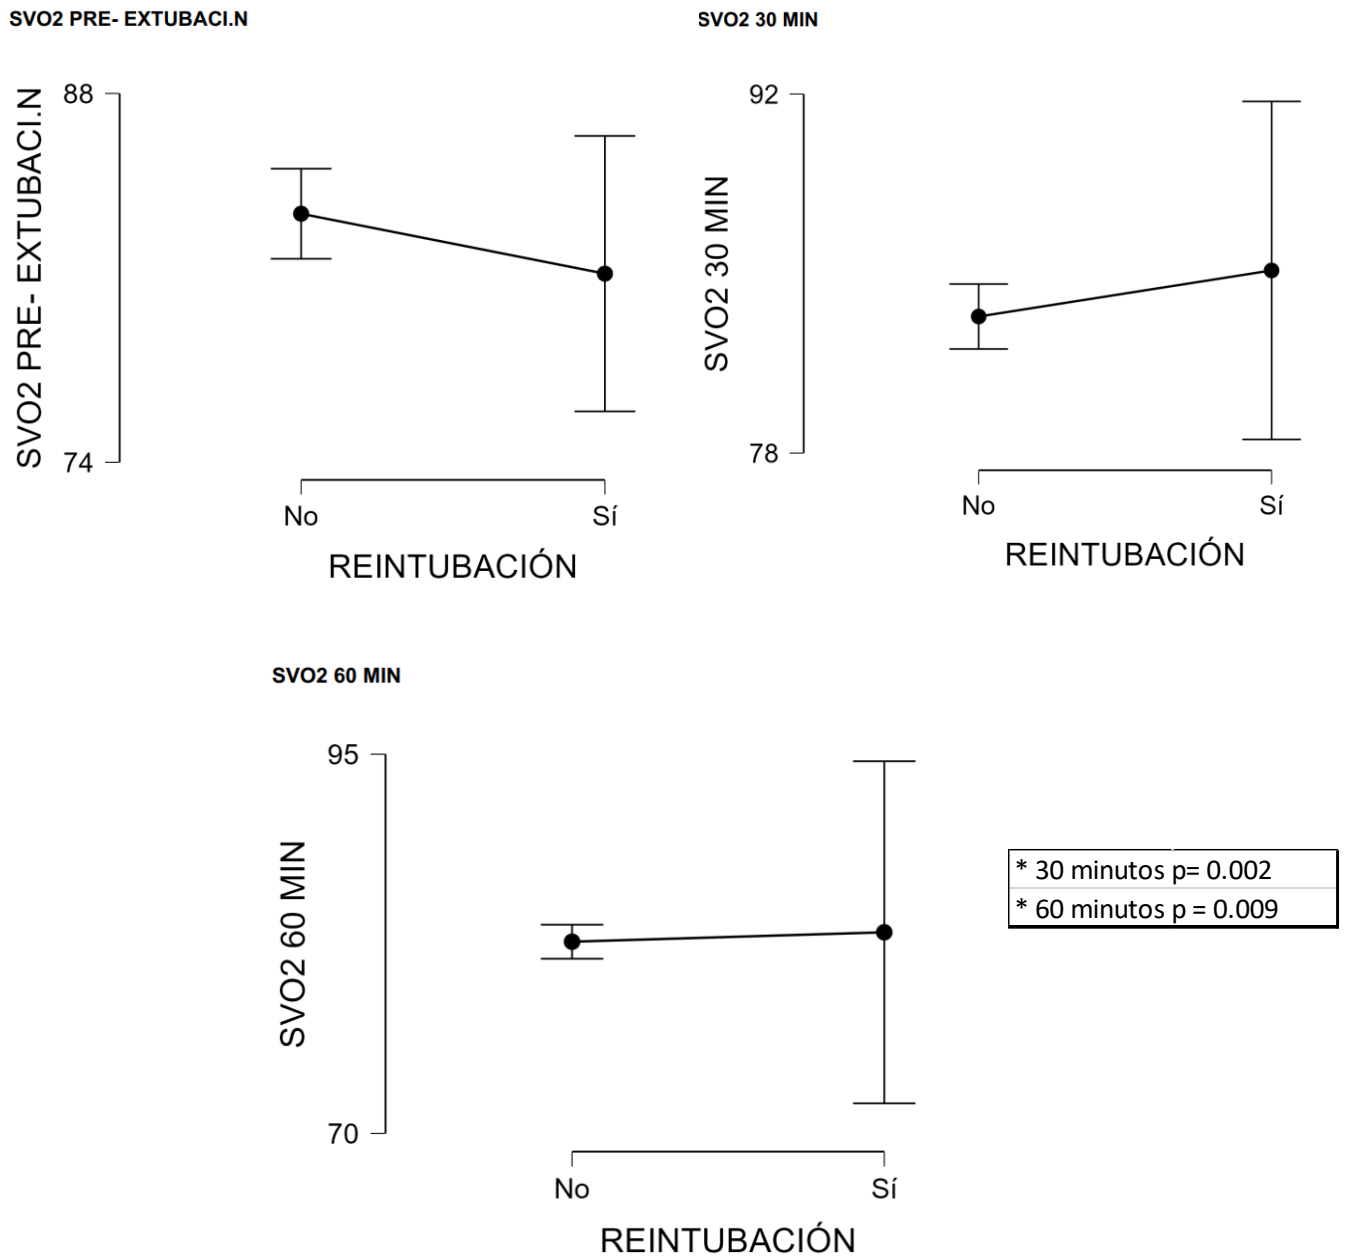 SVO2 PRE- EXTUBACI.N
88
SVO2 PRE- EXTUBACI.N
74
No
Sí
REINTUBACIÓN
SVO2 30 MIN
92
SVO2 30 MIN
78
No
Sí
REINTUBACIÓN
SVO2 60 MIN
95
SVO2 60 MIN
70
No
Sí
REINTUBACIÓN
* 30 minutos p= 0.002
* 60 minutos p = 0.009